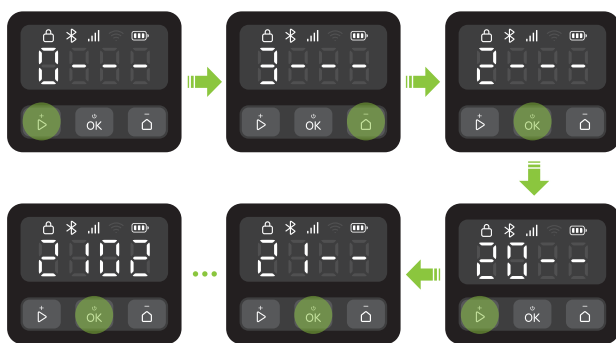 0---
+ OK −
3---
+ OK −
2---
+ OK −
20--
+ OK −
21--
+ OK −
2102
+ OK −